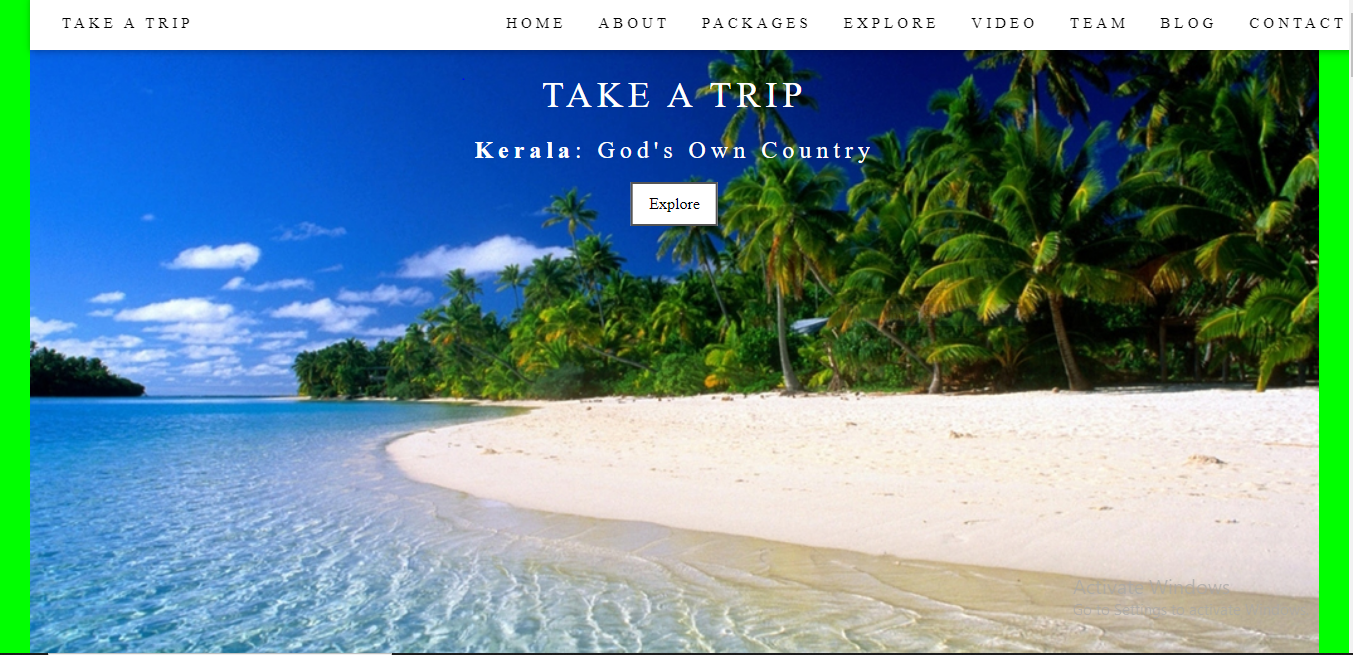 TAKE A TRIP HOME ABOUT PACKAGES EXPLORE VIDEO TEAM BLOG CONTACT
TAKE A TRIP
Kerala: God's Own Country
Explore
Activate Windows
Go to Settings to activate Windows.